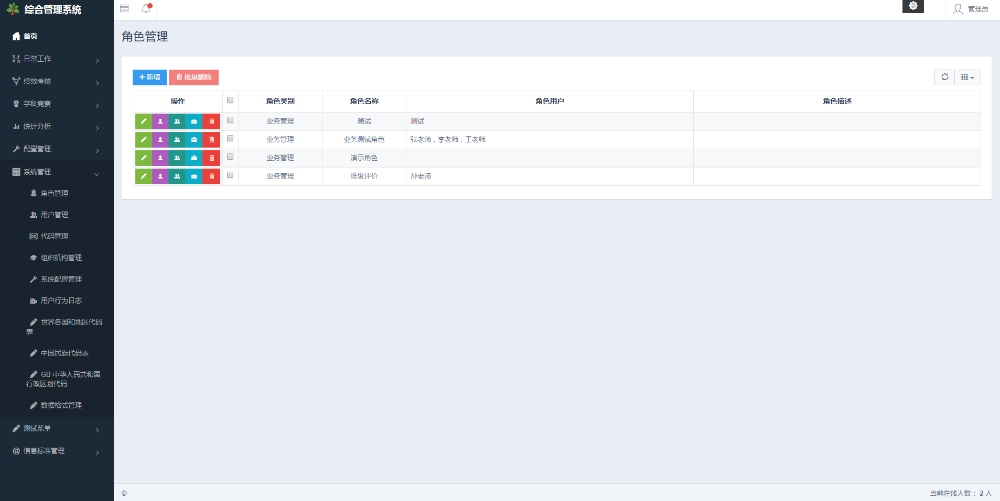 综合管理系统
管理员
首页
日常工作
绩效考核
学科竞赛
统计分析
配置管理
系统管理
角色管理
用户管理
代码管理
组织机构管理
系统配置管理
用户行为日志
世界各国和地区代码
表
中国民族代码表
GB 中华人民共和国
行政区划代码
数据格式管理
测试菜单
@ 信息标准管理
角色管理
新增 批量删除
操作 角色类别 角色名称 角色用户 角色描述
业务管理 测试 测试
业务管理 业务测试角色 张老师，李老师，王老师
业务管理 演示角色
业务管理 班级评价 孙老师
© 当前在线人数： 2 人